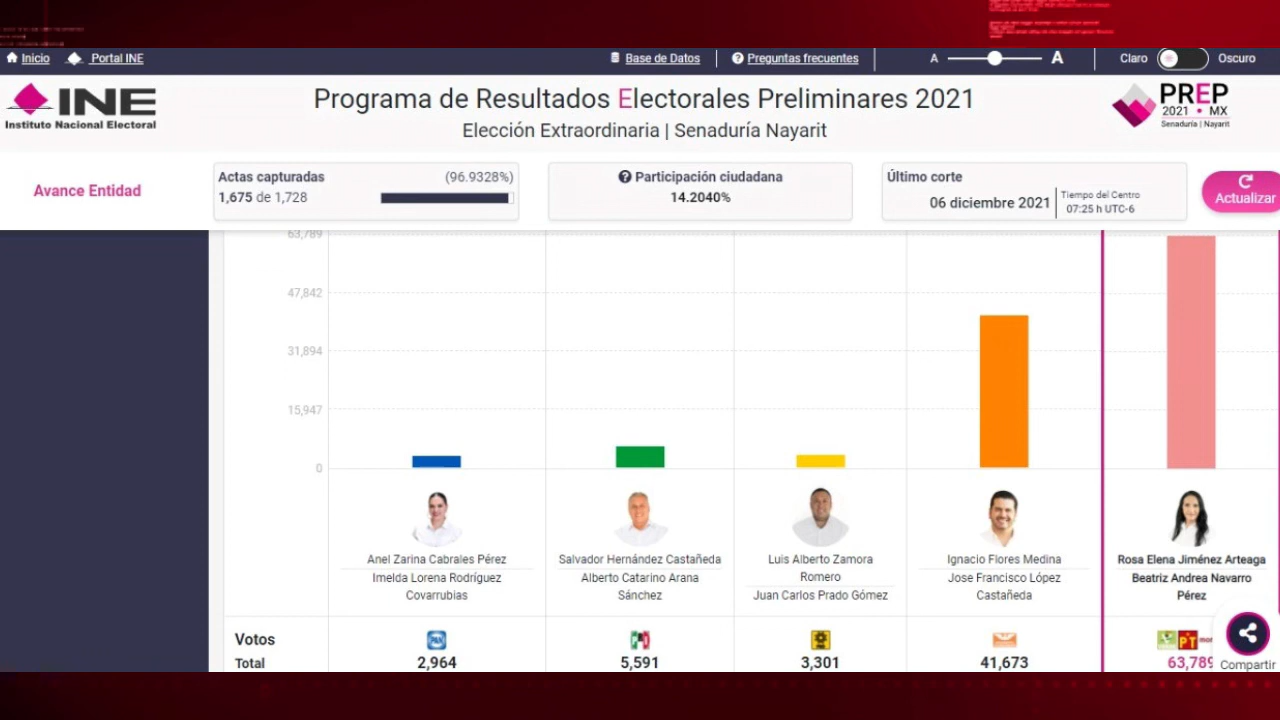 Inicio
Portal INE
Base de Datos
Preguntas frecuentes
A
A
Claro
Oscuro
INE
Instituto Nacional Electoral
Programa de Resultados Electorales Preliminares 2021
Elección Extraordinaria | Senaduría Nayarit
PREP
2021 • MX
Senaduría | Nayarit
Avance Entidad
Actas capturadas (96.9328%)
1,675 de 1,728
Participación ciudadana
14.2040%
Último corte
06 diciembre 2021
Tiempo del Centro
07:25 h UTC-6
Actualizar
63,789
47,842
31,894
15,947
0
Anel Zarina Cabrales Pérez
Imelda Lorena Rodríguez
Covarrubias
Salvador Hernández Castañeda
Alberto Catarino Arana
Sánchez
Luis Alberto Zamora
Romero
Juan Carlos Prado Gómez
Ignacio Flores Medina
Jose Francisco López
Castañeda
Rosa Elena Jiménez Arteaga
Beatriz Andrea Navarro
Pérez
Votos
PAN
PRI
PT
Total
2,964
5,591
3,301
41,673
63,789
Compartir